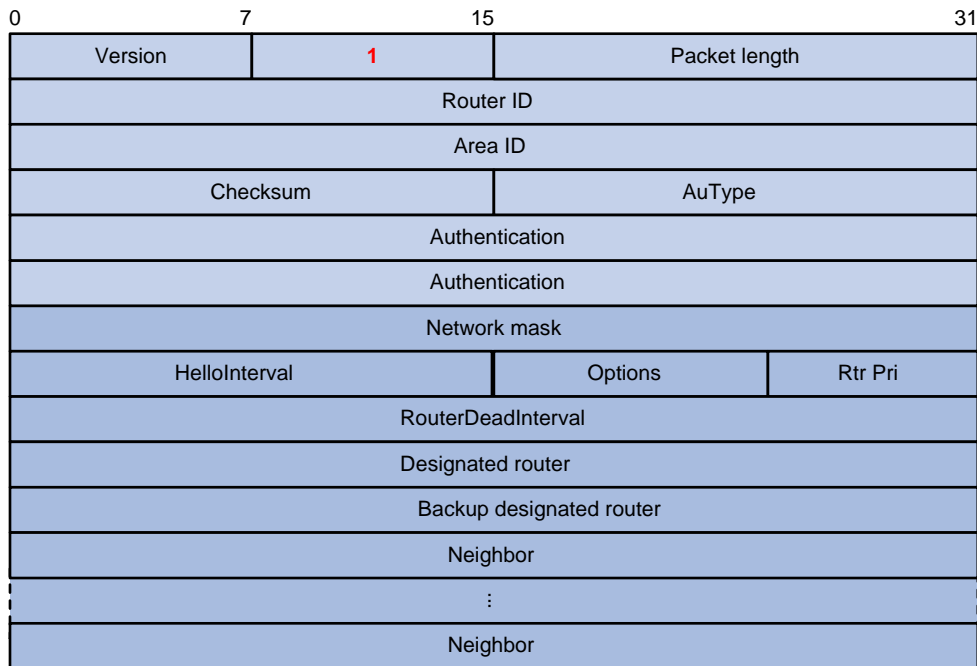 0 7 15 31
Version 1 Packet length
Router ID
Area ID
Checksum AuType
Authentication
Authentication
Network mask
HelloInterval Options Rtr Pri
RouterDeadInterval
Designated router
Backup designated router
Neighbor
...
Neighbor